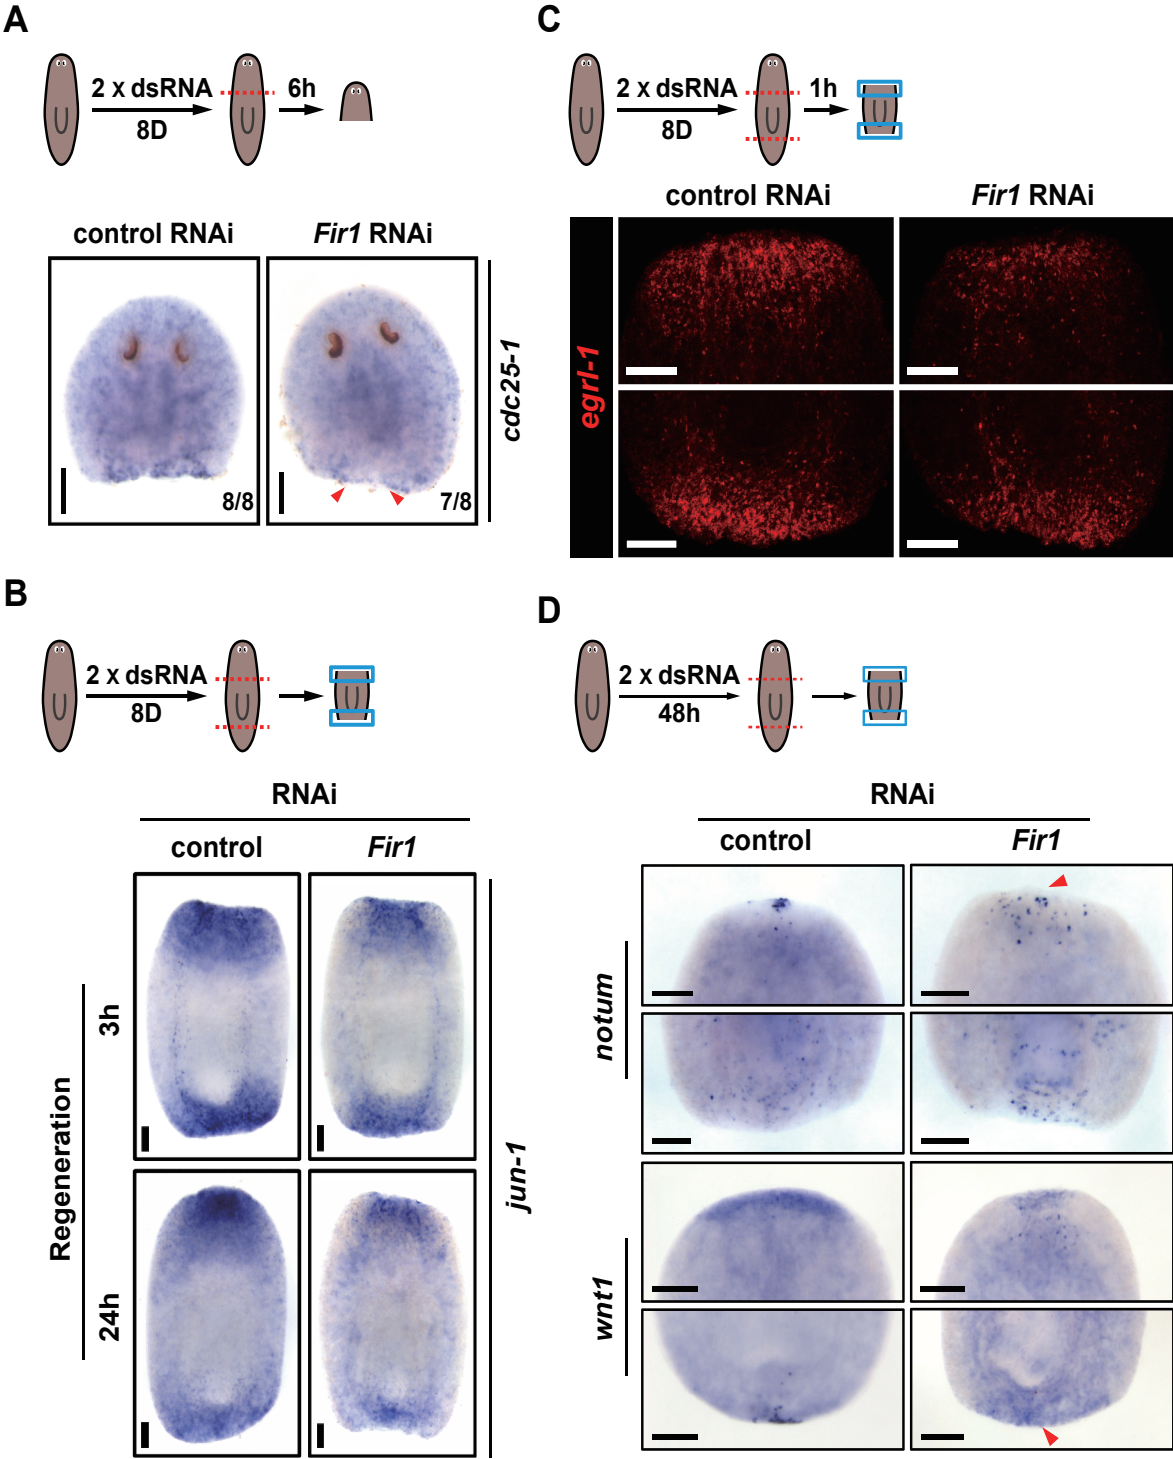 A
2 x dsRNA
8D
6h
control RNAi
Fir1 RNAi
8/8
7/8
cdc25-1
B
2 x dsRNA
8D
RNAi
control
Fir1
Regeneration
3h
24h
jun-1
C
2 x dsRNA
8D
1h
control RNAi
Fir1 RNAi
egrl-1
D
2 x dsRNA
48h
RNAi
control
Fir1
notum
wnt1